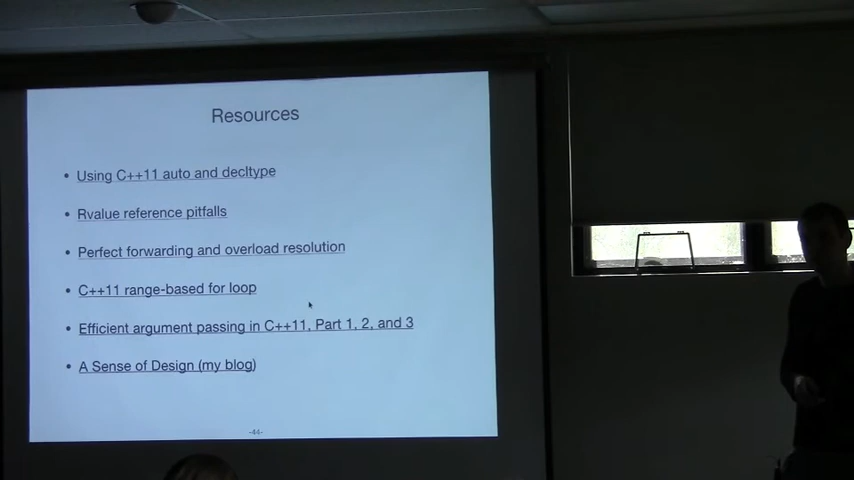 Resources
• Using C++11 auto and decltype
• Rvalue reference pitfalls
• Perfect forwarding and overload resolution
• C++11 range-based for loop
• Efficient argument passing in C++11, Part 1, 2, and 3
• A Sense of Design (my blog)
-44-